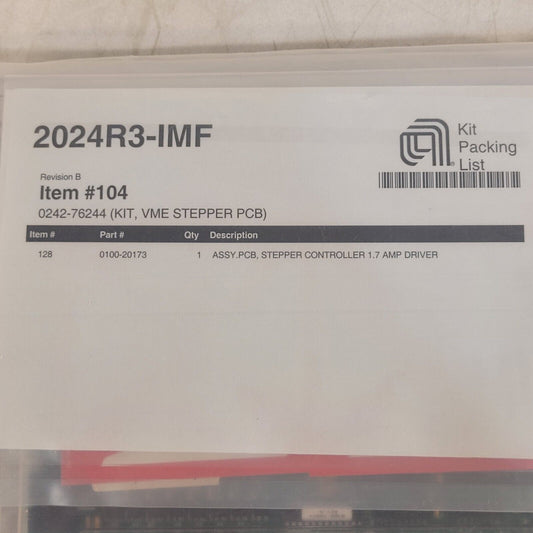 2024R3-IMF
Kit
Packing
List
Revision B
Item #104
0242-76244 (KIT, VME STEPPER PCB)
Item # Part # Qty Description
128 0100-20173 1 ASSY.PCB, STEPPER CONTROLLER 1.7 AMP DRIVER